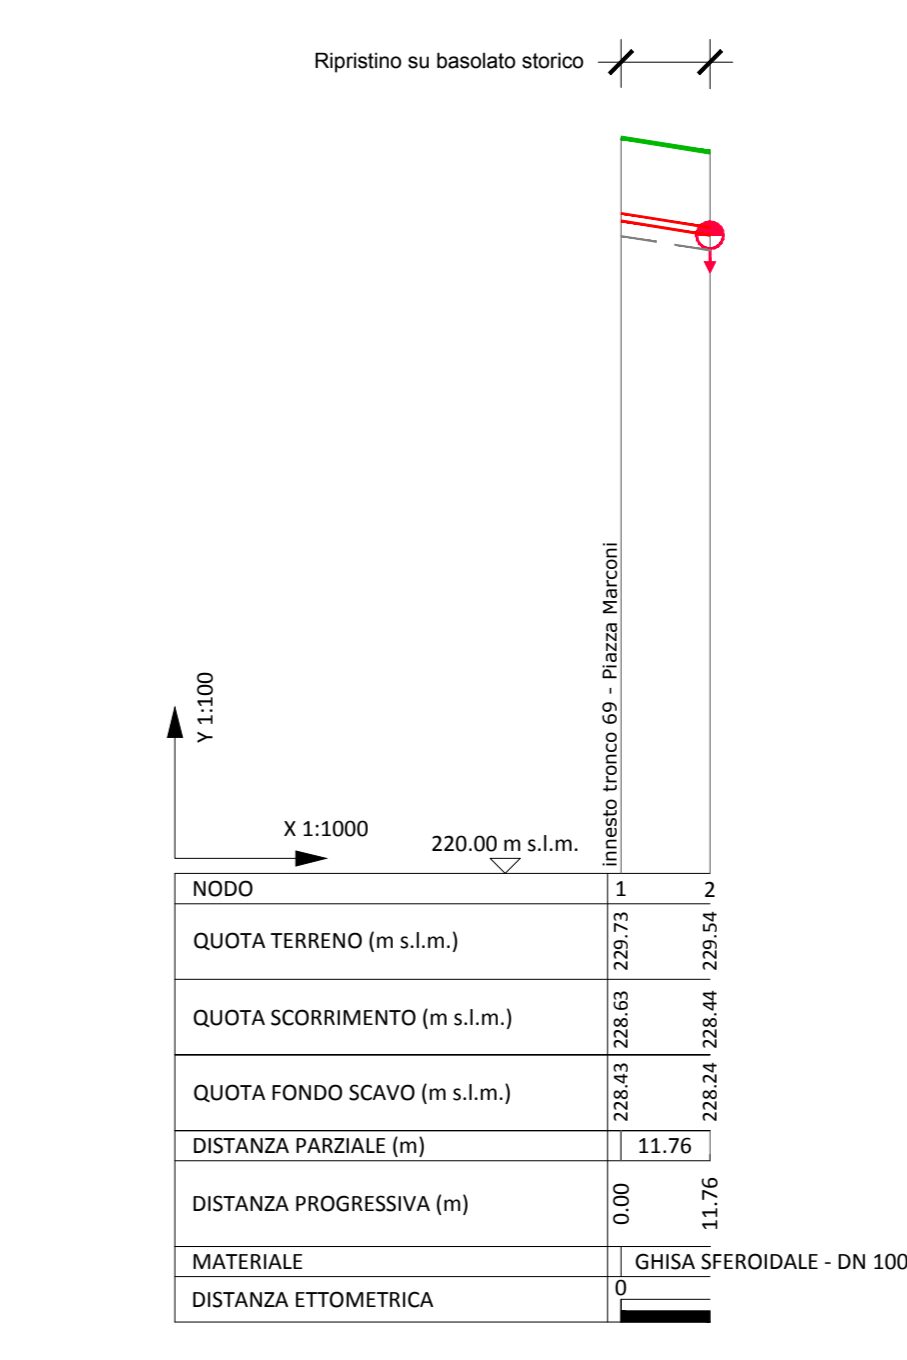 Ripristino su basolato storico
innesto tronco 69 - Piazza Marconi
Y 1:100
X 1:1000
220.00 m s.l.m.
NODO 1 2
QUOTA TERRENO (m s.l.m.) 229.73 229.54
QUOTA SCORRIMENTO (m s.l.m.) 228.63 228.44
QUOTA FONDO SCAVO (m s.l.m.) 228.43 228.24
DISTANZA PARZIALE (m) 11.76
DISTANZA PROGRESSIVA (m) 0.00 11.76
MATERIALE GHISA SFEROIDALE - DN 100
DISTANZA ETTOMETRICA 0